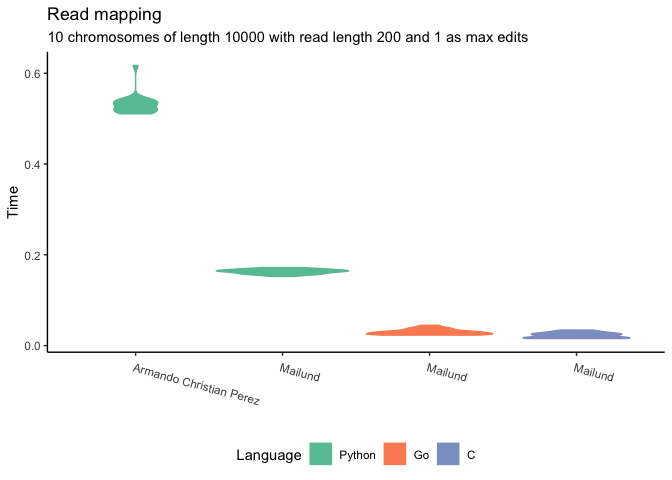 Read mapping
10 chromosomes of length 10000 with read length 200 and 1 as max edits
Time
0.6
0.4
0.2
0.0
Armando Christian Perez
Mailund
Mailund
Mailund
Language
Python
Go
C